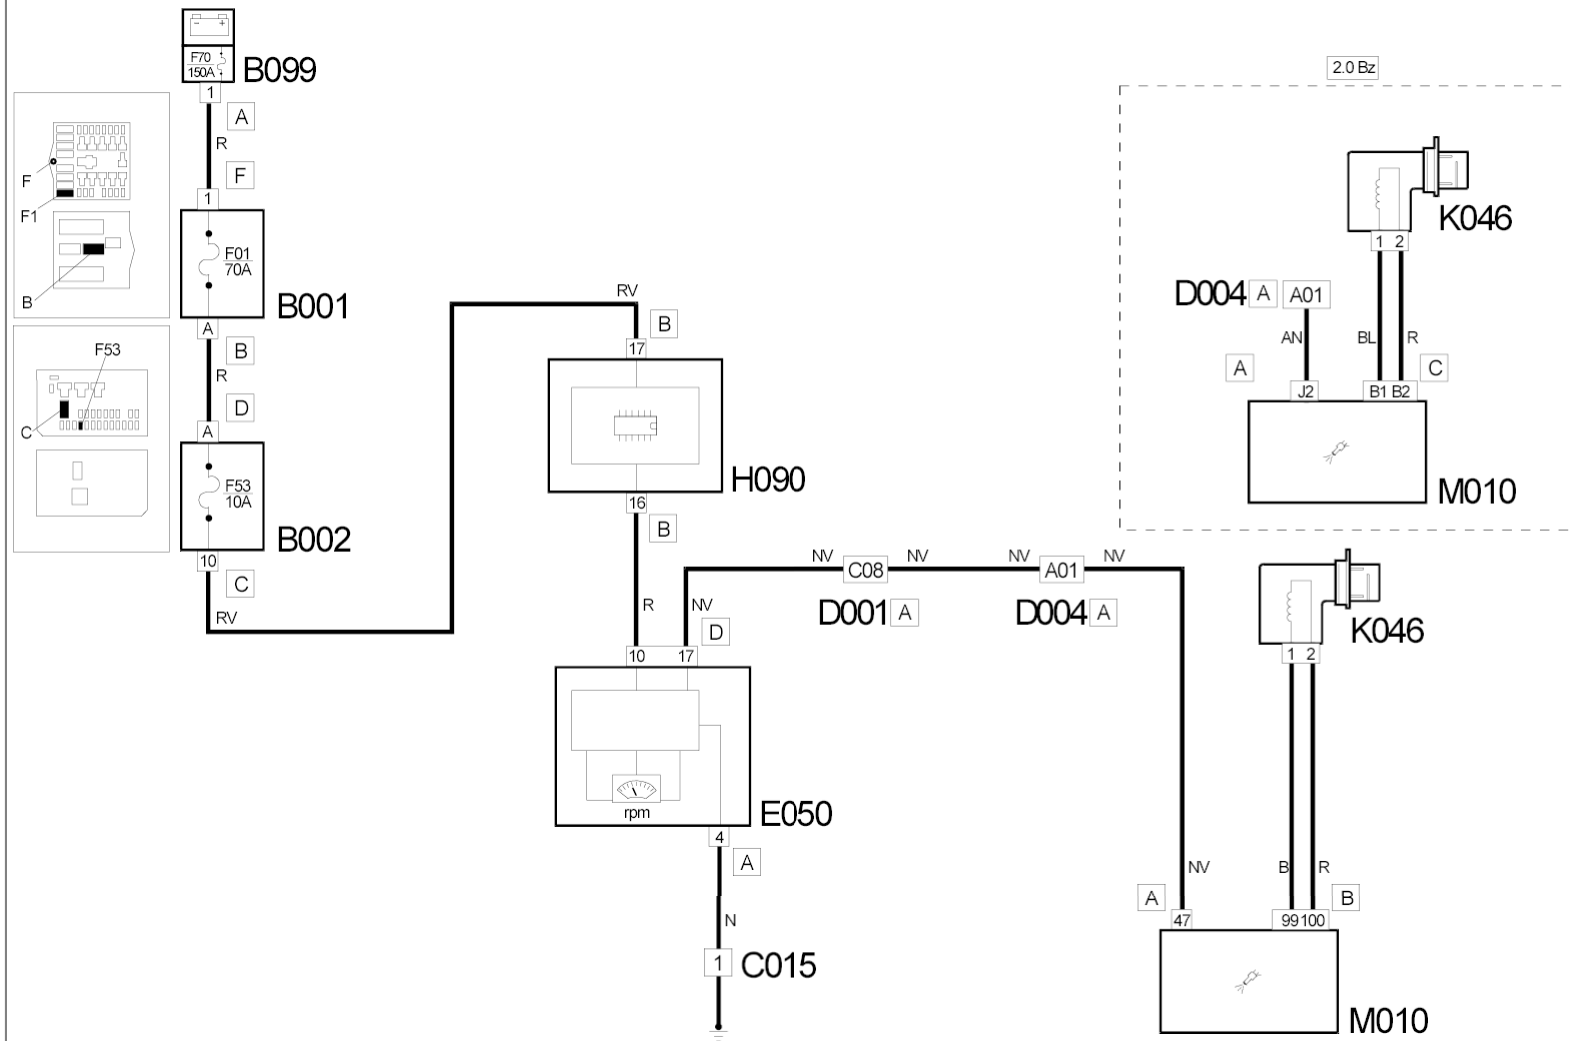 - +
F70
150A
B099
1
A
R
F
1
F
F1
B
F01
70A
B001
A
B
R
D
F53
C
A
F53
10A
B002
10
C
RV
RV
B
17
H090
16
B
R
NV
D
10 17
rpm
E050
4
A
N
1
C015
NV
C08
NV
NV
A01
NV
D001 A
D004 A
2.0 Bz
K046
1 2
D004 A A01
AN
BL
R
A
C
J2
B1 B2
M010
K046
1 2
NV
B
R
A
B
47
99 100
M010